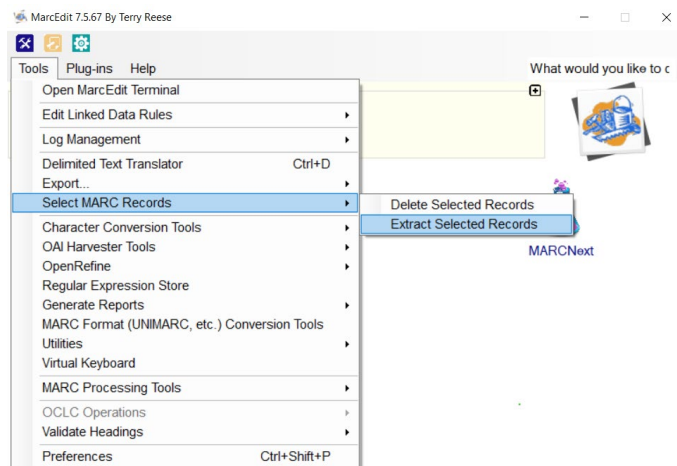 MarcEdit 7.5.67 By Terry Reese
Tools Plug-ins Help
What would you like to c
Open MarcEdit Terminal
Edit Linked Data Rules
Log Management
Delimited Text Translator Ctrl+D
Export...
Select MARC Records
Delete Selected Records
Extract Selected Records
Character Conversion Tools
OAI Harvester Tools
MARCNext
OpenRefine
Regular Expression Store
Generate Reports
MARC Format (UNIMARC, etc.) Conversion Tools
Utilities
Virtual Keyboard
MARC Processing Tools
OCLC Operations
Validate Headings
Preferences Ctrl+Shift+P